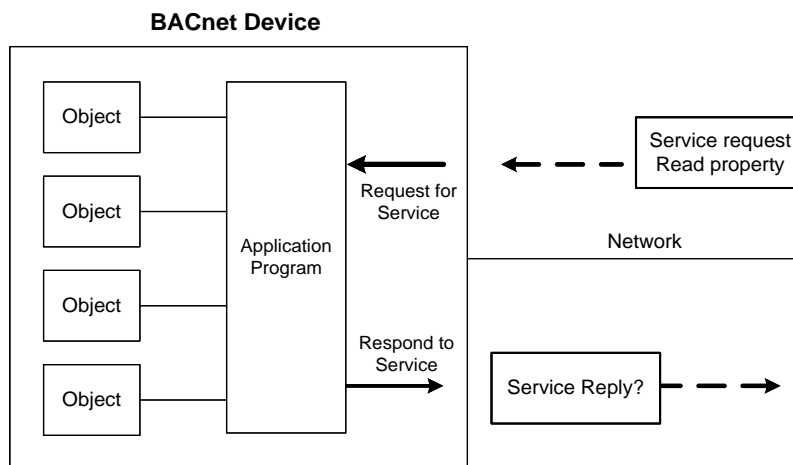 BACnet Device
Object
Object
Object
Object
Application
Program
Request for
Service
Respond to
Service
Service request
Read property
Network
Service Reply?